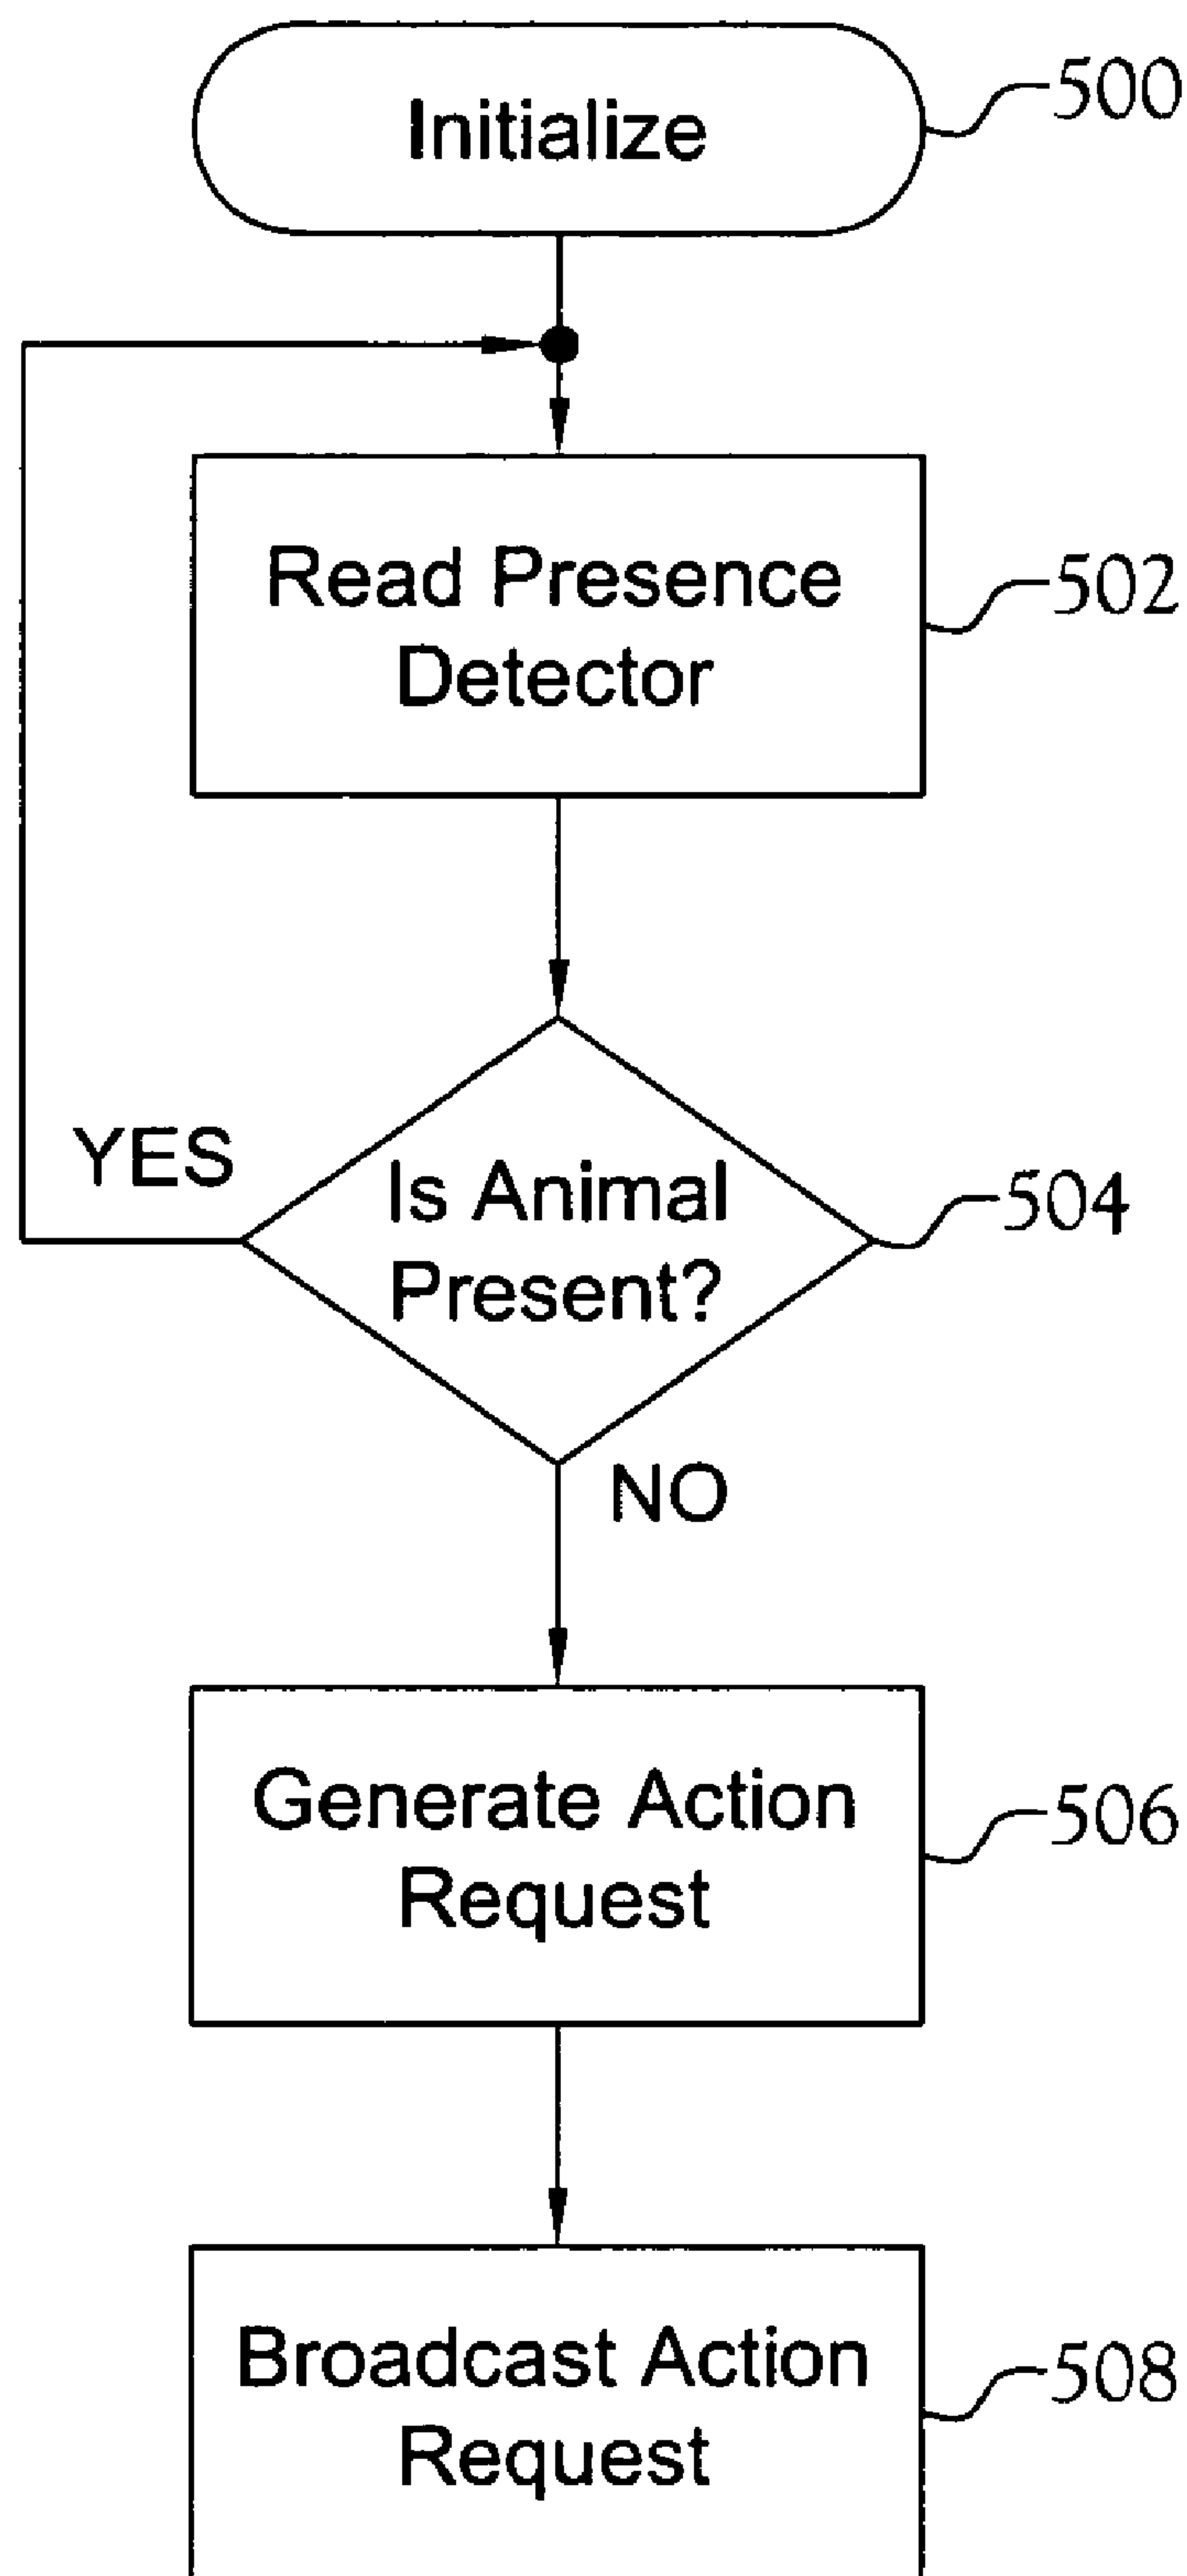 Initialize
500
Read Presence
Detector
502
YES
Is Animal
Present?
504
NO
Generate Action
Request
506
Broadcast Action
Request
508